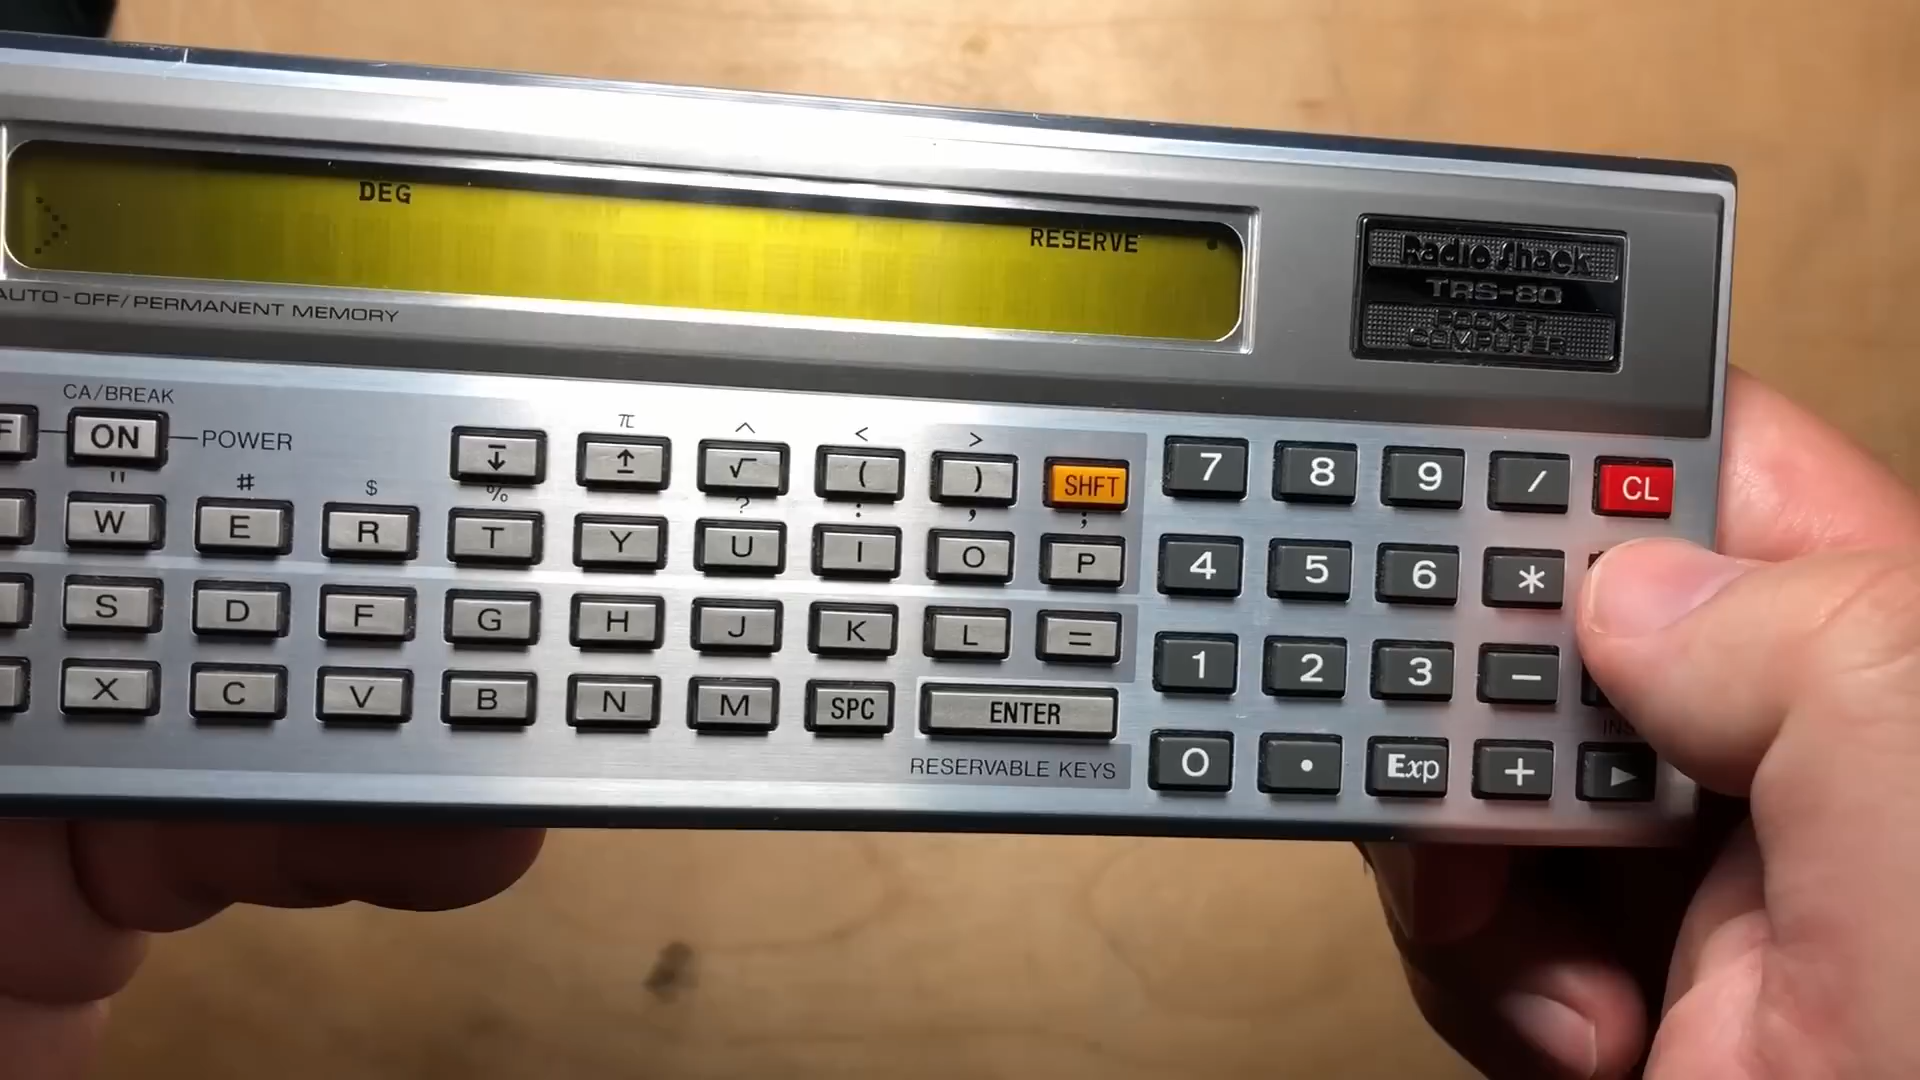 DEG
RESERVE
>
Radio Shack
TRS-80
POCKET
COMPUTER
AUTO-OFF/PERMANENT MEMORY
CA/BREAK
π ^ < >
ON POWER
√ ( ) SHFT 7 8 9 / CL
" # $ % ? : , ;
W E R T Y U I O P 4 5 6 *
S D F G H J K L = 1 2 3 −
X C V B N M SPC ENTER
RESERVABLE KEYS
0 • Exp + ▶